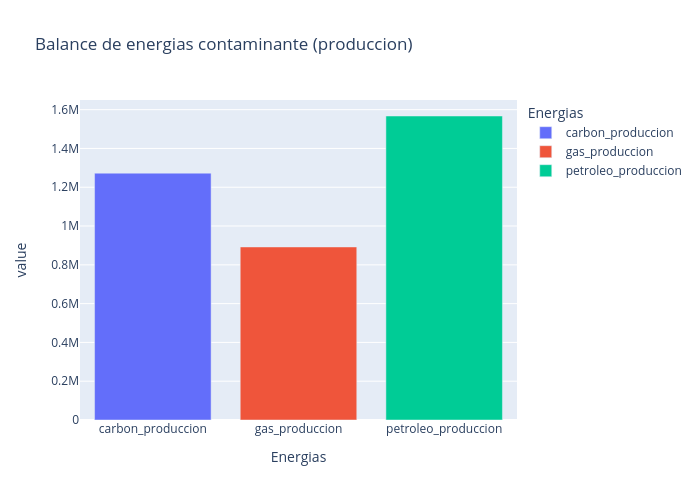 Balance de energias contaminante (produccion)
Energias
carbon_produccion
gas_produccion
petroleo_produccion
value
1.6M
1.4M
1.2M
1M
0.8M
0.6M
0.4M
0.2M
0
carbon_produccion gas_produccion petroleo_produccion
Energias